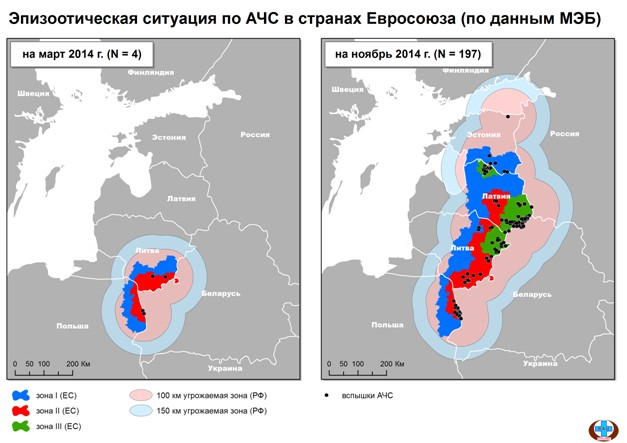 Эпизоотическая ситуация по АЧС в странах Евросоюза (по данным МЭБ)
на март 2014 г. (N = 4)
Финляндия
Швеция
Эстония
Россия
Латвия
Литва
Беларусь
Польша
Украина
0 50 100 200 Км
на ноябрь 2014 г. (N = 197)
Финляндия
Швеция
Эстония
Россия
Латвия
Литва
Беларусь
Польша
Украина
0 50 100 200 Км
зона I (ЕС)
зона II (ЕС)
зона III (ЕС)
100 км угрожаемая зона (РФ)
150 км угрожаемая зона (РФ)
вспышки АЧС